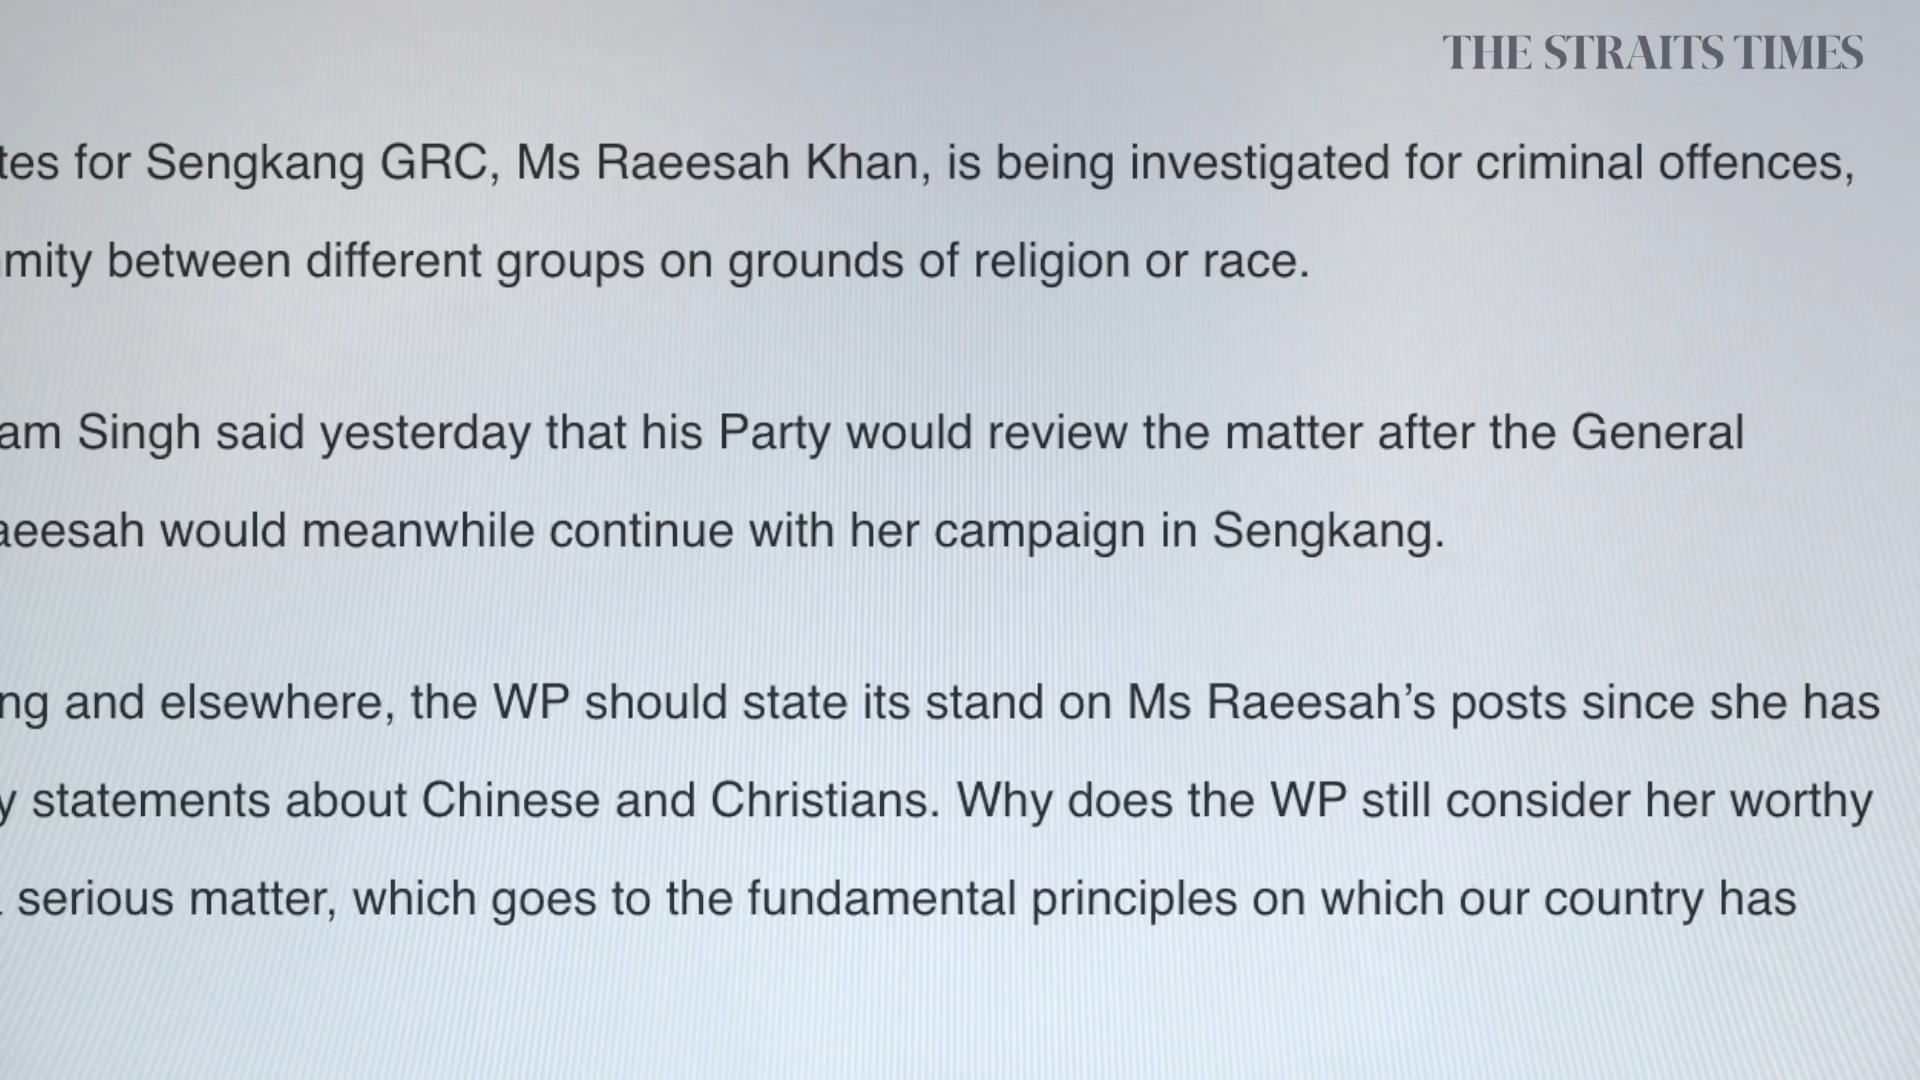 THE STRAITS TIMES
tes for Sengkang GRC, Ms Raeesah Khan, is being investigated for criminal offences,
mity between different groups on grounds of religion or race.
am Singh said yesterday that his Party would review the matter after the General
aeesah would meanwhile continue with her campaign in Sengkang.
ng and elsewhere, the WP should state its stand on Ms Raeesah’s posts since she has
y statements about Chinese and Christians. Why does the WP still consider her worthy
serious matter, which goes to the fundamental principles on which our country has